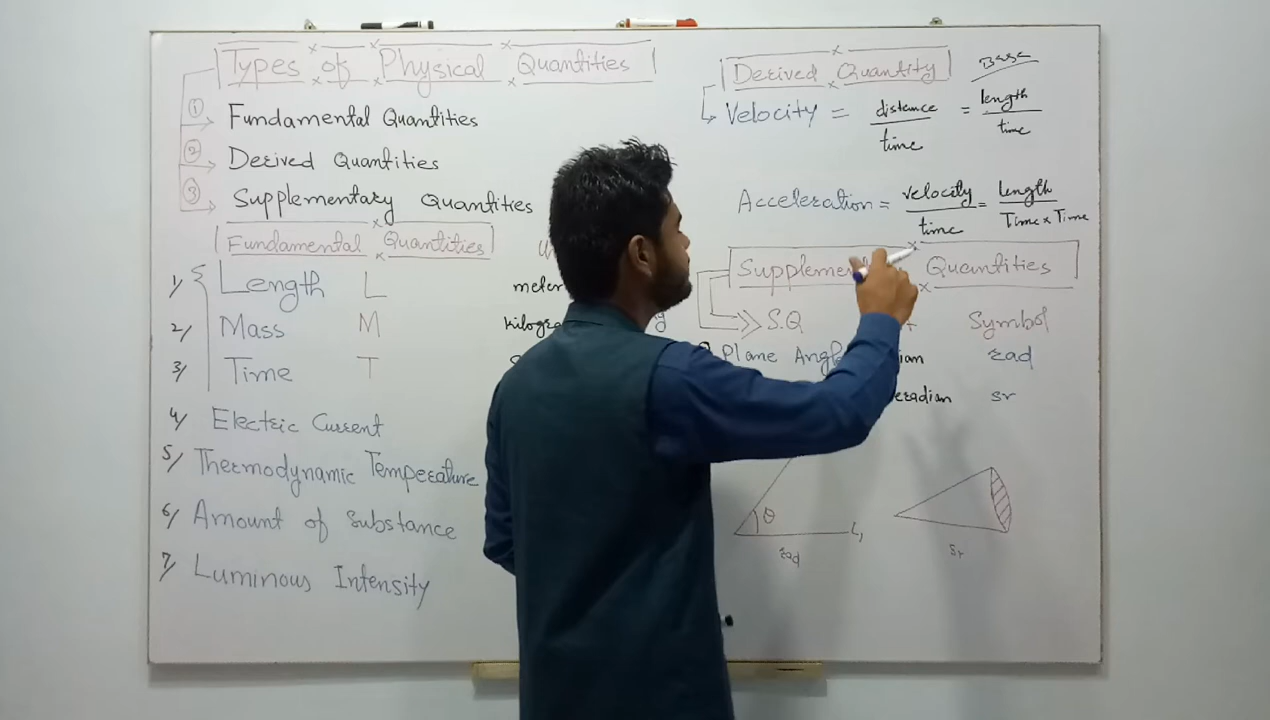 Types of Physical Quantities
① Fundamental Quantities
② Derived Quantities
③ Supplementary Quantities
Fundamental Quantities
1/ Length L meter
2/ Mass M
3/ Time T
4/ Electric Current
5/ Thermodynamic Temperature
6/ Amount of Substance
7/ Luminous Intensity
Derived Quantity Base
Velocity = distance/time = length/time
Acceleration = velocity/time = length/Time × Time
Quantities
S.Q Symbol
Plane rad
sr
θ
rad
sr